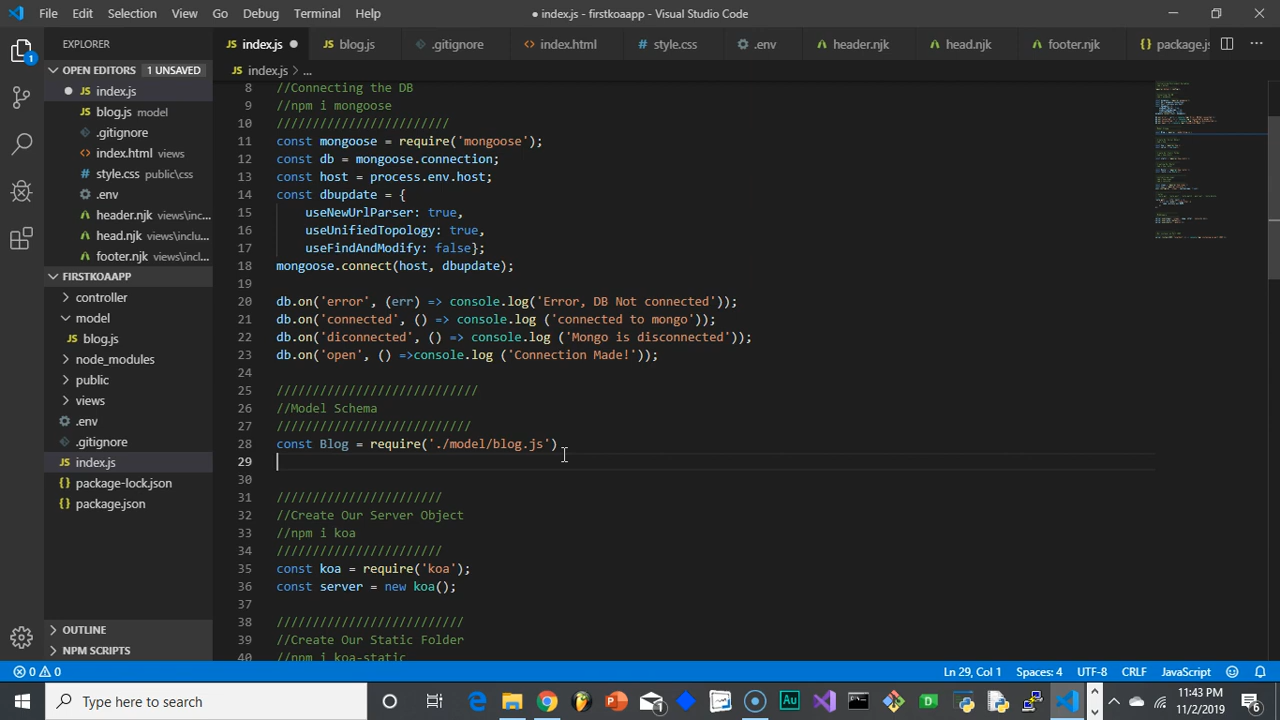 File Edit Selection View Go Debug Terminal Help
● index.js - firstkoaapp - Visual Studio Code
EXPLORER
index.js blog.js .gitignore index.html style.css .env header.njk head.njk footer.njk package.js
OPEN EDITORS 1 UNSAVED
index.js > ...
index.js
blog.js model
.gitignore
index.html views
style.css public\css
.env
header.njk views\inc...
head.njk views\inclu...
footer.njk views\incl...
FIRSTKOAAPP
controller
model
blog.js
node_modules
public
views
.env
.gitignore
index.js
package-lock.json
package.json
OUTLINE
NPM SCRIPTS
8 //Connecting the DB
9 //npm i mongoose
10 ////////////////////////
11 const mongoose = require('mongoose');
12 const db = mongoose.connection;
13 const host = process.env.host;
14 const dbupdate = {
15 useNewUrlParser: true,
16 useUnifiedTopology: true,
17 useFindAndModify: false};
18 mongoose.connect(host, dbupdate);
19
20 db.on('error', (err) => console.log('Error, DB Not connected'));
21 db.on('connected', () => console.log ('connected to mongo'));
22 db.on('diconnected', () => console.log ('Mongo is disconnected'));
23 db.on('open', () =>console.log ('Connection Made!'));
24
25 ////////////////////////////
26 //Model Schema
27 ///////////////////////////
28 const Blog = require('./model/blog.js')
29
30
31 ///////////////////////
32 //Create Our Server Object
33 //npm i koa
34 ///////////////////////
35 const koa = require('koa');
36 const server = new koa();
37
38 //////////////////////////
39 //Create Our Static Folder
40 //npm i koa-static
0 0
Ln 29, Col 1 Spaces: 4 UTF-8 CRLF JavaScript 6
Type here to search
11:43 PM
11/2/2019